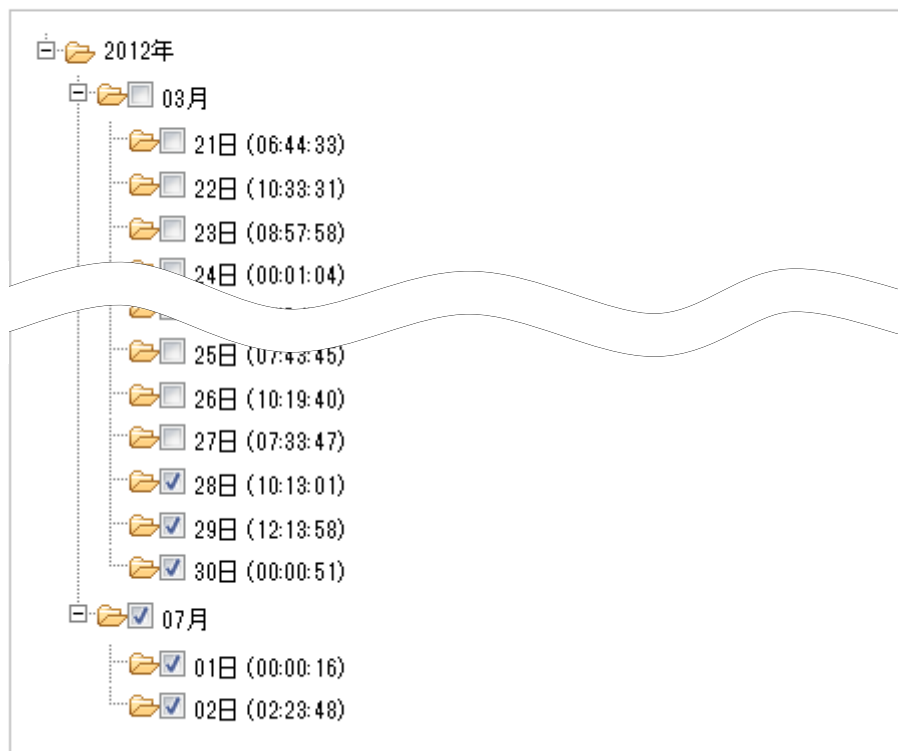 2012年
03月
21日 (06:44:33)
22日 (10:33:31)
23日 (08:57:58)
24日 (00:01:04)
25日 (07:43:45)
26日 (10:19:40)
27日 (07:33:47)
28日 (10:13:01)
29日 (12:13:58)
30日 (00:00:51)
07月
01日 (00:00:16)
02日 (02:23:48)